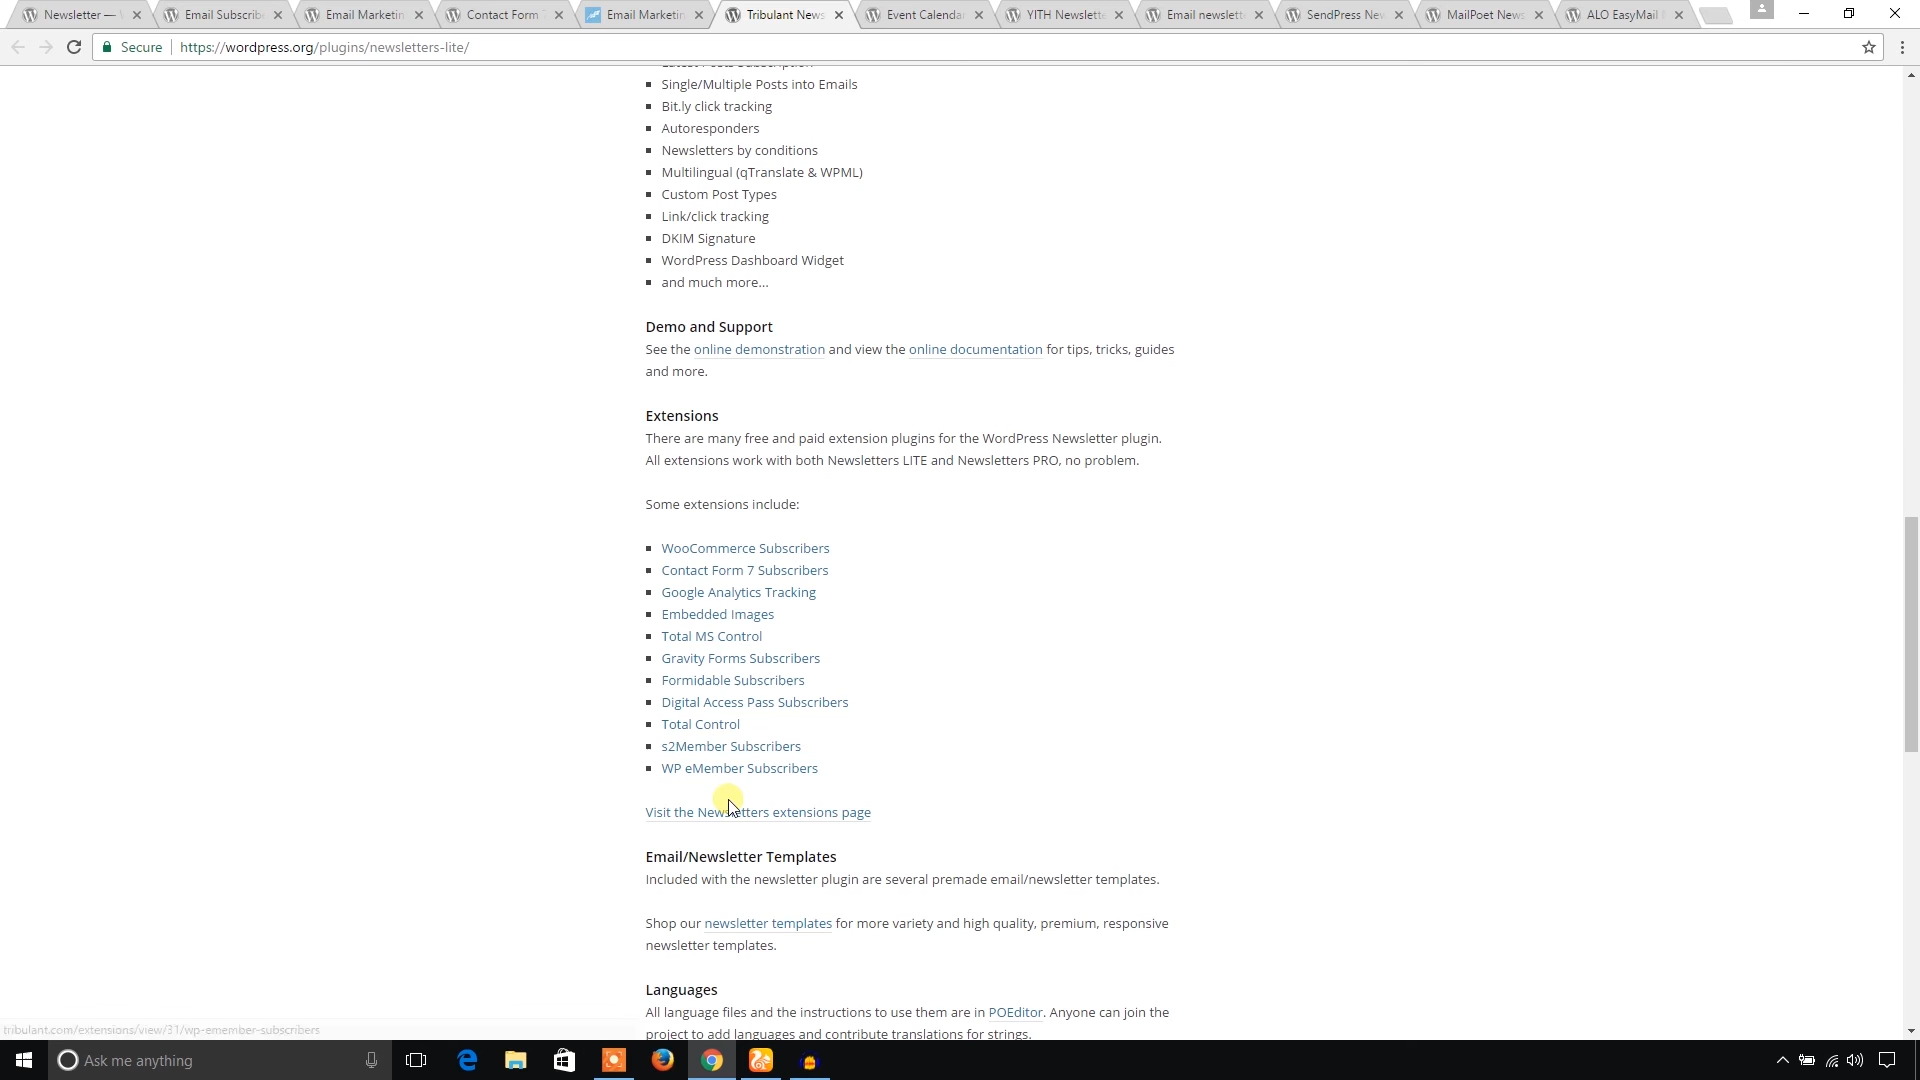 Newsletter —
Email Subscrib
Email Marketin
Contact Form
Email Marketin
Tribulant News
Event Calenda
YITH Newslette
Email newslett
SendPress Ne
MailPoet News
ALO EasyMail
Secure
https://wordpress.org/plugins/newsletters-lite/
Latest Posts Subscription
Single/Multiple Posts into Emails
Bit.ly click tracking
Autoresponders
Newsletters by conditions
Multilingual (qTranslate & WPML)
Custom Post Types
Link/click tracking
DKIM Signature
WordPress Dashboard Widget
and much more...
Demo and Support
See the online demonstration and view the online documentation for tips, tricks, guides
and more.
Extensions
There are many free and paid extension plugins for the WordPress Newsletter plugin.
All extensions work with both Newsletters LITE and Newsletters PRO, no problem.
Some extensions include:
WooCommerce Subscribers
Contact Form 7 Subscribers
Google Analytics Tracking
Embedded Images
Total MS Control
Gravity Forms Subscribers
Formidable Subscribers
Digital Access Pass Subscribers
Total Control
s2Member Subscribers
WP eMember Subscribers
Visit the Newsletters extensions page
Email/Newsletter Templates
Included with the newsletter plugin are several premade email/newsletter templates.
Shop our newsletter templates for more variety and high quality, premium, responsive
newsletter templates.
Languages
All language files and the instructions to use them are in POEditor. Anyone can join the
project to add languages and contribute translations for strings.
tribulant.com/extensions/view/31/wp-emember-subscribers
Ask me anything